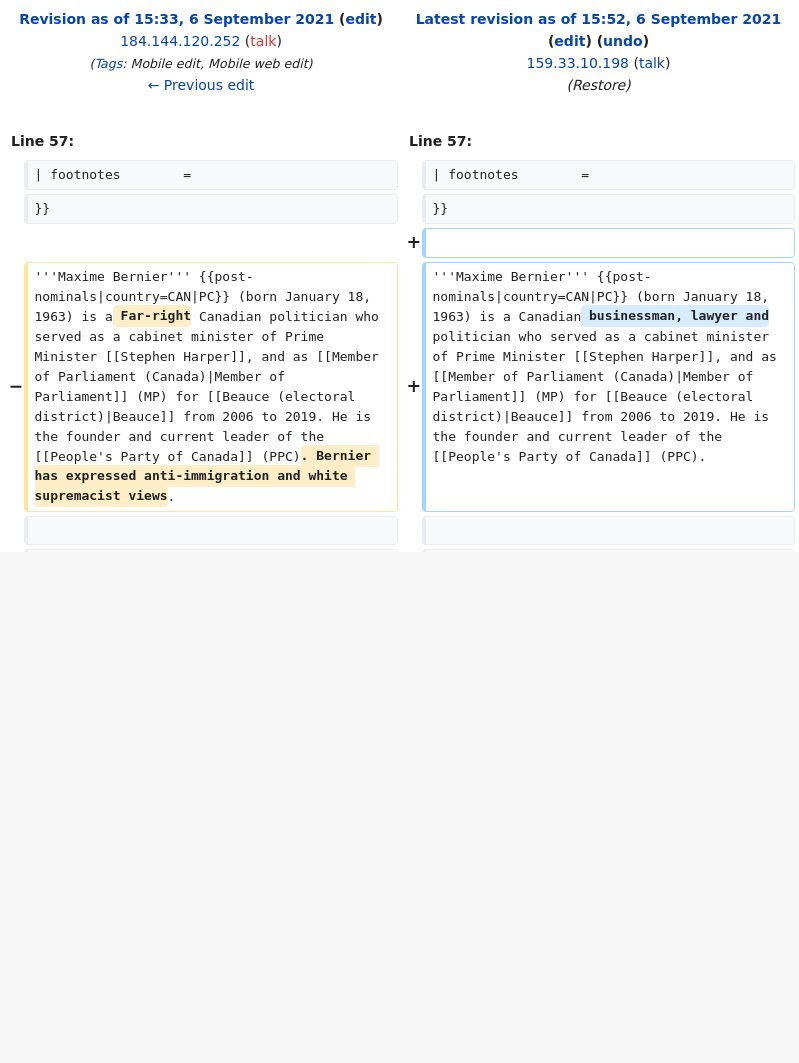 Revision as of 15:33, 6 September 2021 (edit)
184.144.120.252 (talk)
(Tags: Mobile edit, Mobile web edit)
← Previous edit
Latest revision as of 15:52, 6 September 2021
(edit) (undo)
159.33.10.198 (talk)
(Restore)
Line 57:
| footnotes        =
}}
−
'''Maxime Bernier''' {{post-
nominals|country=CAN|PC}} (born January 18,
1963) is a Far-right Canadian politician who
served as a cabinet minister of Prime
Minister [[Stephen Harper]], and as [[Member
of Parliament (Canada)|Member of
Parliament]] (MP) for [[Beauce (electoral
district)|Beauce]] from 2006 to 2019. He is
the founder and current leader of the
[[People's Party of Canada]] (PPC). Bernier
has expressed anti-immigration and white
supremacist views.
Line 57:
| footnotes        =
}}
+
+
'''Maxime Bernier''' {{post-
nominals|country=CAN|PC}} (born January 18,
1963) is a Canadian businessman, lawyer and
politician who served as a cabinet minister
of Prime Minister [[Stephen Harper]], and as
[[Member of Parliament (Canada)|Member of
Parliament]] (MP) for [[Beauce (electoral
district)|Beauce]] from 2006 to 2019. He is
the founder and current leader of the
[[People's Party of Canada]] (PPC).